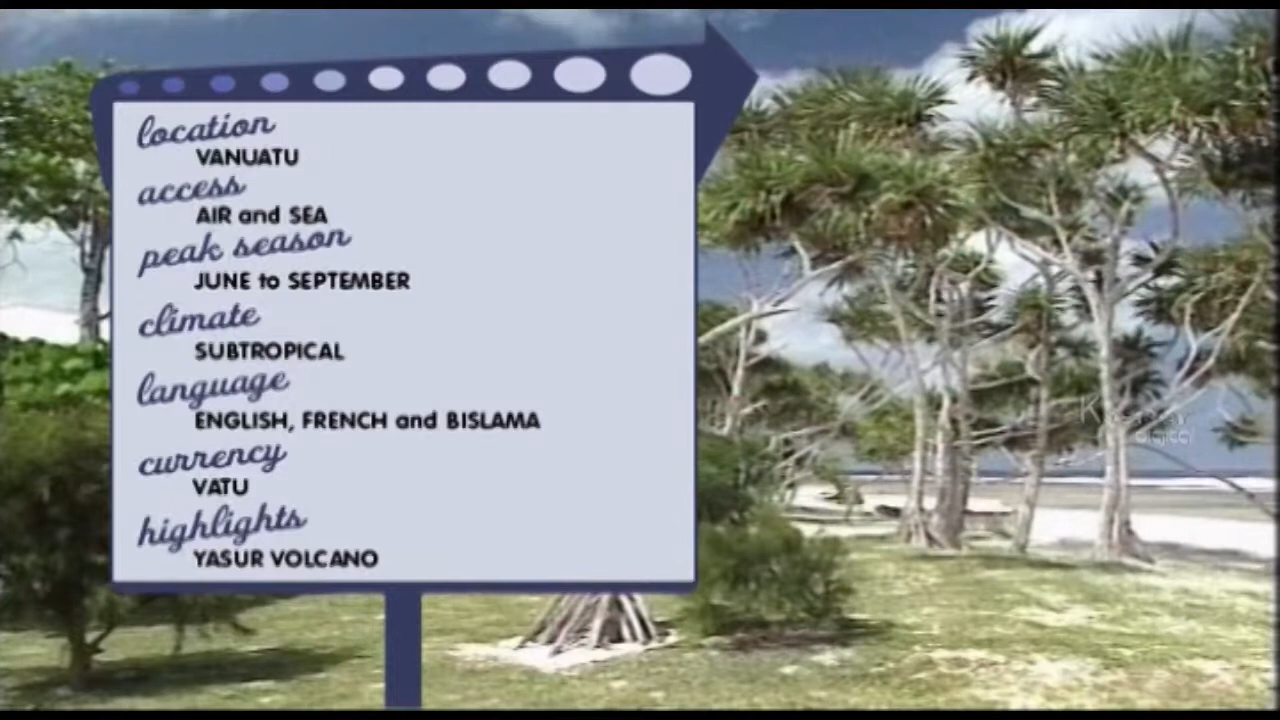 location
VANUATU
access
AIR and SEA
peak season
JUNE to SEPTEMBER
climate
SUBTROPICAL
language
ENGLISH, FRENCH and BISLAMA
currency
VATU
highlights
YASUR VOLCANO